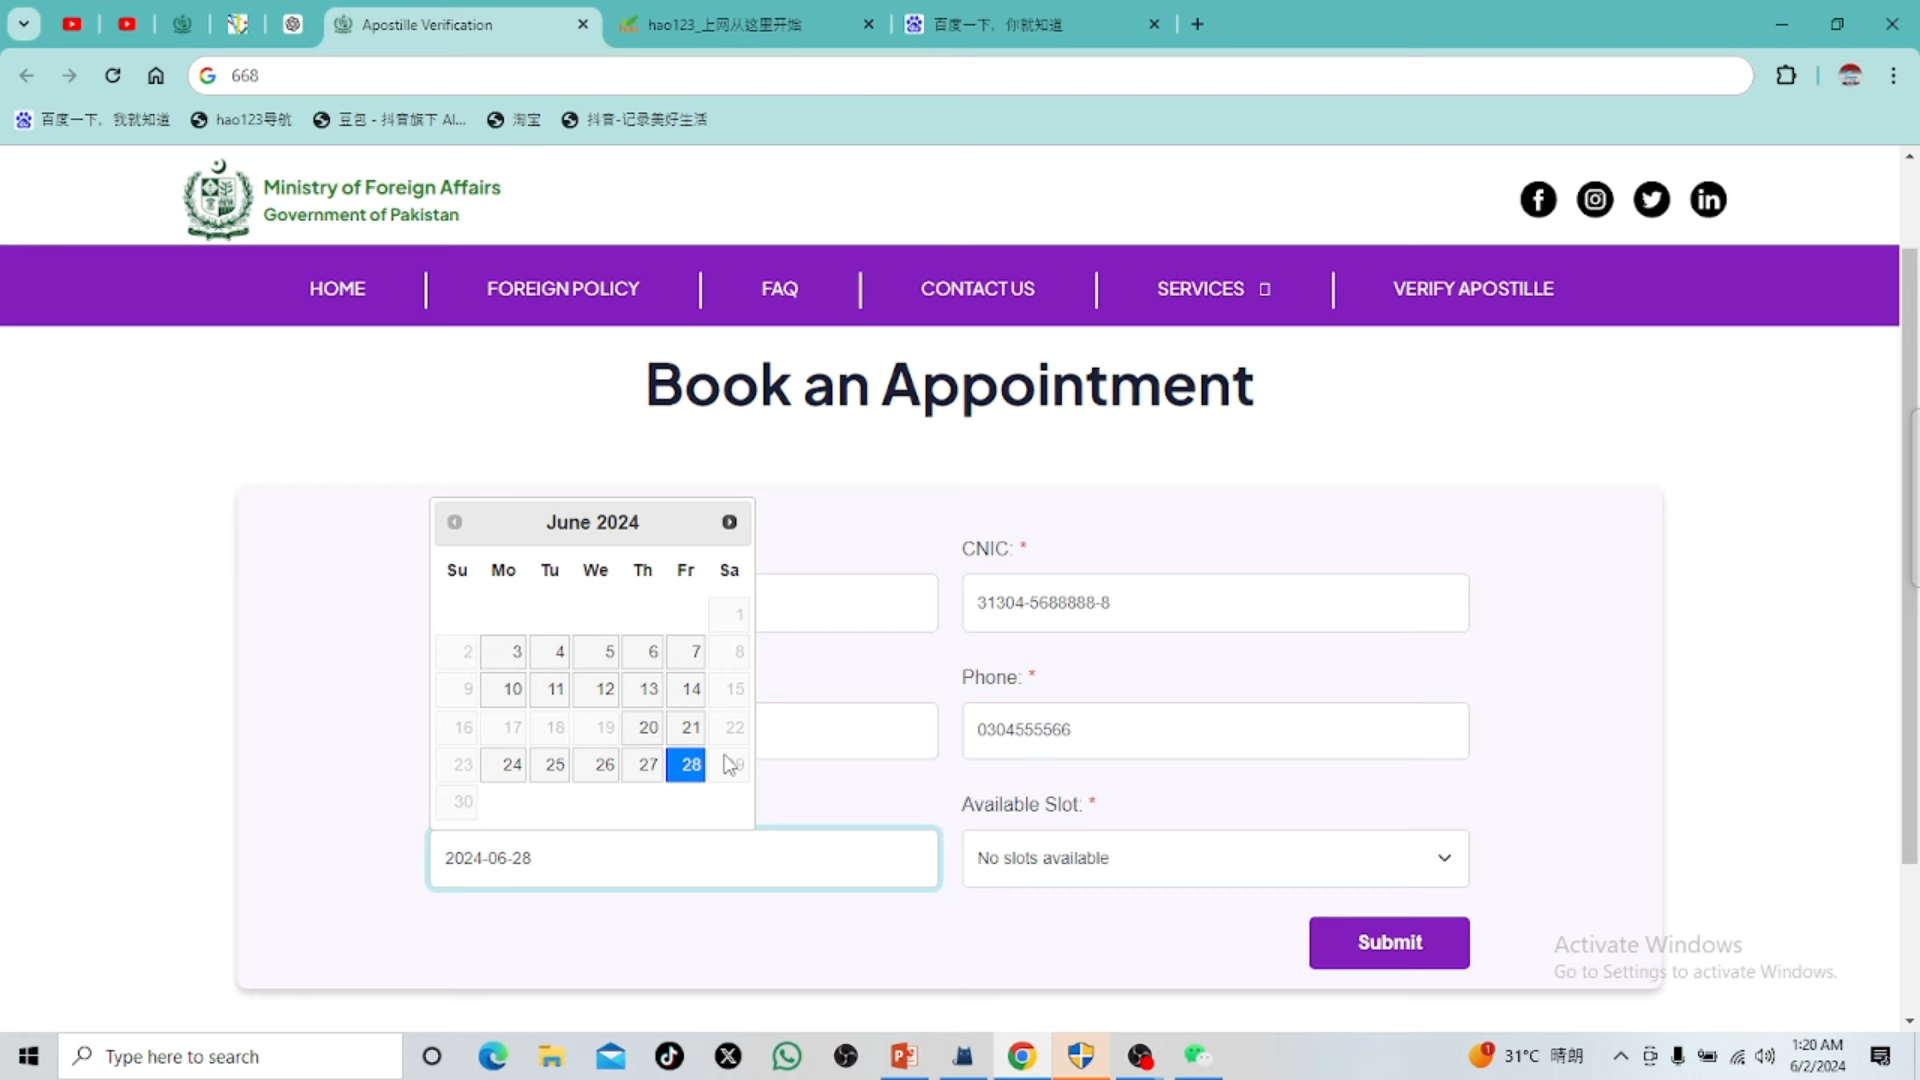 Apostille Verification
hao123_上网从这里开始
百度一下，你就知道
668
百度一下，我就知道
hao123导航
豆包 - 抖音旗下 AI...
淘宝
抖音-记录美好生活
Ministry of Foreign Affairs
Government of Pakistan
HOME
FOREIGN POLICY
FAQ
CONTACT US
SERVICES
VERIFY APOSTILLE
Book an Appointment
June 2024
Su Mo Tu We Th Fr Sa
1
2 3 4 5 6 7 8
9 10 11 12 13 14 15
16 17 18 19 20 21 22
23 24 25 26 27 28
30
2024-06-28
CNIC: *
31304-5688888-8
Phone: *
0304555566
Available Slot: *
No slots available
Submit
Activate Windows
Go to Settings to activate Windows.
Type here to search
31°C 晴朗
1:20 AM
6/2/2024